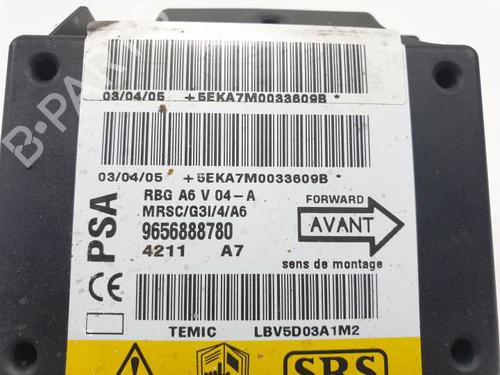 03/04/05 +5EKA7M0033609B*
03/04/05 +5EKA7M0033609B*
RBG A6 V 04-A
MRSC/G3I/4/A6
9656888780
4211 A7
PSA
CE
FORWARD
AVANT
sens de montage
TEMIC LBV5D03A1M2
SRS
B-PARTS